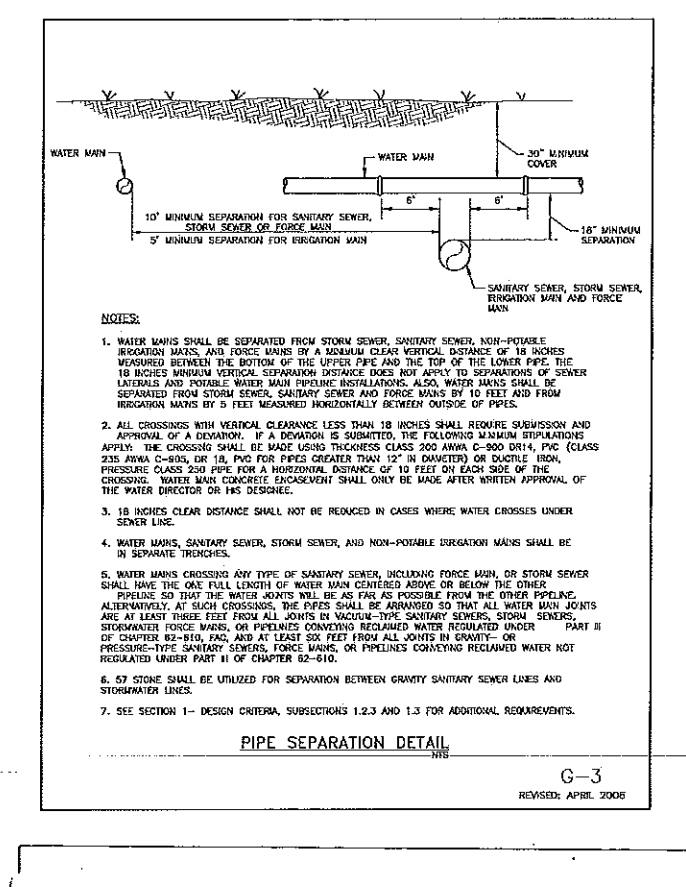 WATER MAIN
WATER MAIN
30" MINIMUM
COVER
6'
6'
10' MINIMUM SEPARATION FOR SANITARY SEWER,
STORM SEWER OR FORCE MAIN
5' MINIMUM SEPARATION FOR IRRIGATION MAIN
18" MINIMUM
SEPARATION
SANITARY SEWER, STORM SEWER,
IRRIGATION MAIN AND FORCE
MAIN
NOTES:
1. WATER MAINS SHALL BE SEPARATED FROM STORM SEWER, SANITARY SEWER, NON-POTABLE
IRRIGATION MAINS, AND FORCE MAINS BY A MINIMUM CLEAR VERTICAL DISTANCE OF 18 INCHES
MEASURED BETWEEN THE BOTTOM OF THE UPPER PIPE AND THE TOP OF THE LOWER PIPE. THE
18 INCHES MINIMUM VERTICAL SEPARATION DISTANCE DOES NOT APPLY TO SEPARATIONS OF SEWER
LATERALS AND POTABLE WATER MAIN PIPELINE INSTALLATIONS. ALSO, WATER MAINS SHALL BE
SEPARATED FROM STORM SEWER, SANITARY SEWER AND FORCE MAINS BY 10 FEET AND FROM
IRRIGATION MAINS BY 5 FEET MEASURED HORIZONTALLY BETWEEN OUTSIDE OF PIPES.
2. ALL CROSSINGS WITH VERTICAL CLEARANCE LESS THAN 18 INCHES SHALL REQUIRE SUBMISSION AND
APPROVAL OF A DEVIATION. IF A DEVIATION IS SUBMITTED, THE FOLLOWING MINIMUM STIPULATIONS
APPLY: THE CROSSING SHALL BE MADE USING THICKNESS CLASS 200 AWWA C-900 DR14, PVC (CLASS
235 AWWA C-905, DR 18, PVC FOR PIPES GREATER THAN 12" IN DIAMETER) OR DUCTILE IRON,
PRESSURE CLASS 250 PIPE FOR A HORIZONTAL DISTANCE OF 10 FEET ON EACH SIDE OF THE
CROSSING. WATER MAIN CONCRETE ENCASEMENT SHALL ONLY BE MADE AFTER WRITTEN APPROVAL OF
THE WATER DIRECTOR OR HIS DESIGNEE.
3. 18 INCHES CLEAR DISTANCE SHALL NOT BE REDUCED IN CASES WHERE WATER CROSSES UNDER
SEWER LINE.
4. WATER MAINS, SANITARY SEWER, STORM SEWER, AND NON-POTABLE IRRIGATION MAINS SHALL BE
IN SEPARATE TRENCHES.
5. WATER MAINS CROSSING ANY TYPE OF SANITARY SEWER, INCLUDING FORCE MAIN, OR STORM SEWER
SHALL HAVE THE ONE FULL LENGTH OF WATER MAIN CENTERED ABOVE OR BELOW THE OTHER
PIPELINE SO THAT THE WATER JOINTS WILL BE AS FAR AS POSSIBLE FROM THE OTHER PIPELINE.
ALTERNATIVELY, AT SUCH CROSSINGS, THE PIPES SHALL BE ARRANGED SO THAT ALL WATER MAIN JOINTS
ARE AT LEAST THREE FEET FROM ALL JOINTS IN VACUUM-TYPE SANITARY SEWERS, STORM SEWERS,
STORMWATER FORCE MAINS, OR PIPELINES CONVEYING RECLAIMED WATER REGULATED UNDER PART III
OF CHAPTER 62-610, FAC, AND AT LEAST SIX FEET FROM ALL JOINTS IN GRAVITY- OR
PRESSURE-TYPE SANITARY SEWERS, FORCE MAINS, OR PIPELINES CONVEYING RECLAIMED WATER NOT
REGULATED UNDER PART III OF CHAPTER 62-610.
6. 57 STONE SHALL BE UTILIZED FOR SEPARATION BETWEEN GRAVITY SANITARY SEWER LINES AND
STORMWATER LINES.
7. SEE SECTION 1- DESIGN CRITERIA, SUBSECTIONS 1.2.3 AND 1.3 FOR ADDITIONAL REQUIREMENTS.
PIPE SEPARATION DETAIL
NTS
G-3
REVISED: APRIL 2006